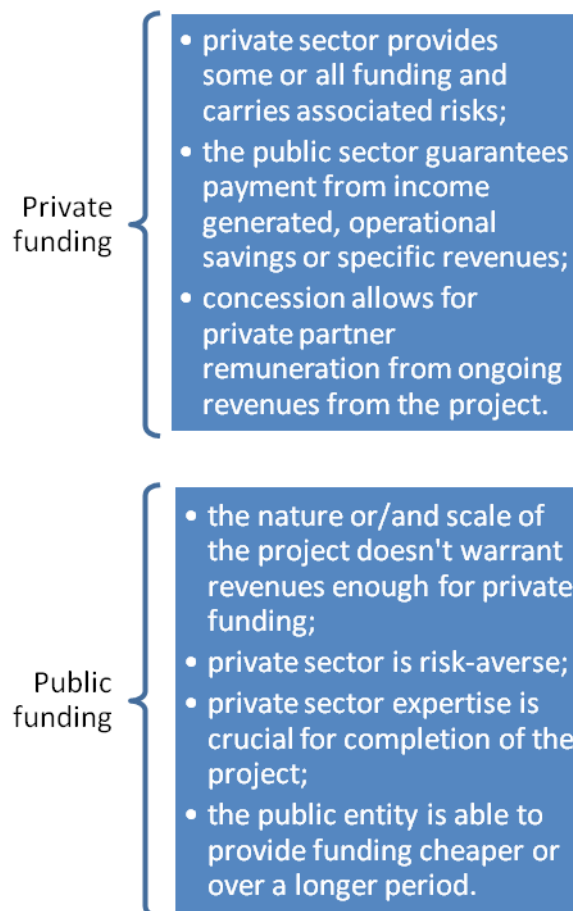 Private
funding
• private sector provides
some or all funding and
carries associated risks;
• the public sector guarantees
payment from income
generated, operational
savings or specific revenues;
• concession allows for
private partner
remuneration from ongoing
revenues from the project.
Public
funding
• the nature or/and scale of
the project doesn't warrant
revenues enough for private
funding;
• private sector is risk-averse;
• private sector expertise is
crucial for completion of the
project;
• the public entity is able to
provide funding cheaper or
over a longer period.